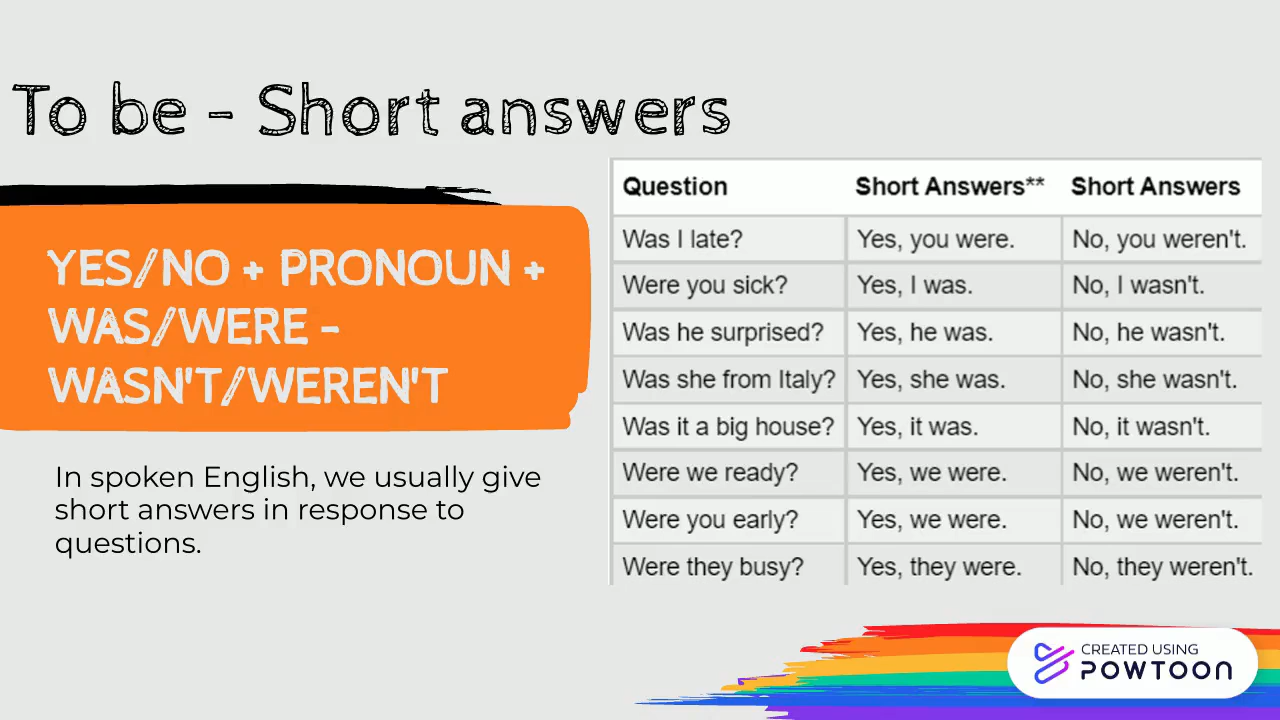 To be - Short answers
YES/NO + PRONOUN +
WAS/WERE -
WASN'T/WEREN'T
In spoken English, we usually give
short answers in response to
questions.
Question Short Answers** Short Answers
Was I late? Yes, you were. No, you weren't.
Were you sick? Yes, I was. No, I wasn't.
Was he surprised? Yes, he was. No, he wasn't.
Was she from Italy? Yes, she was. No, she wasn't.
Was it a big house? Yes, it was. No, it wasn't.
Were we ready? Yes, we were. No, we weren't.
Were you early? Yes, we were. No, we weren't.
Were they busy? Yes, they were. No, they weren't.
CREATED USING
POWTOON